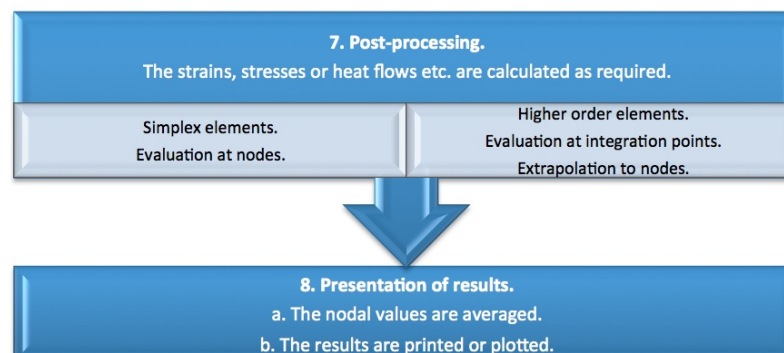 7. Post-processing.
The strains, stresses or heat flows etc. are calculated as required.
Simplex elements.
Evaluation at nodes.
Higher order elements.
Evaluation at integration points.
Extrapolation to nodes.
8. Presentation of results.
a. The nodal values are averaged.
b. The results are printed or plotted.